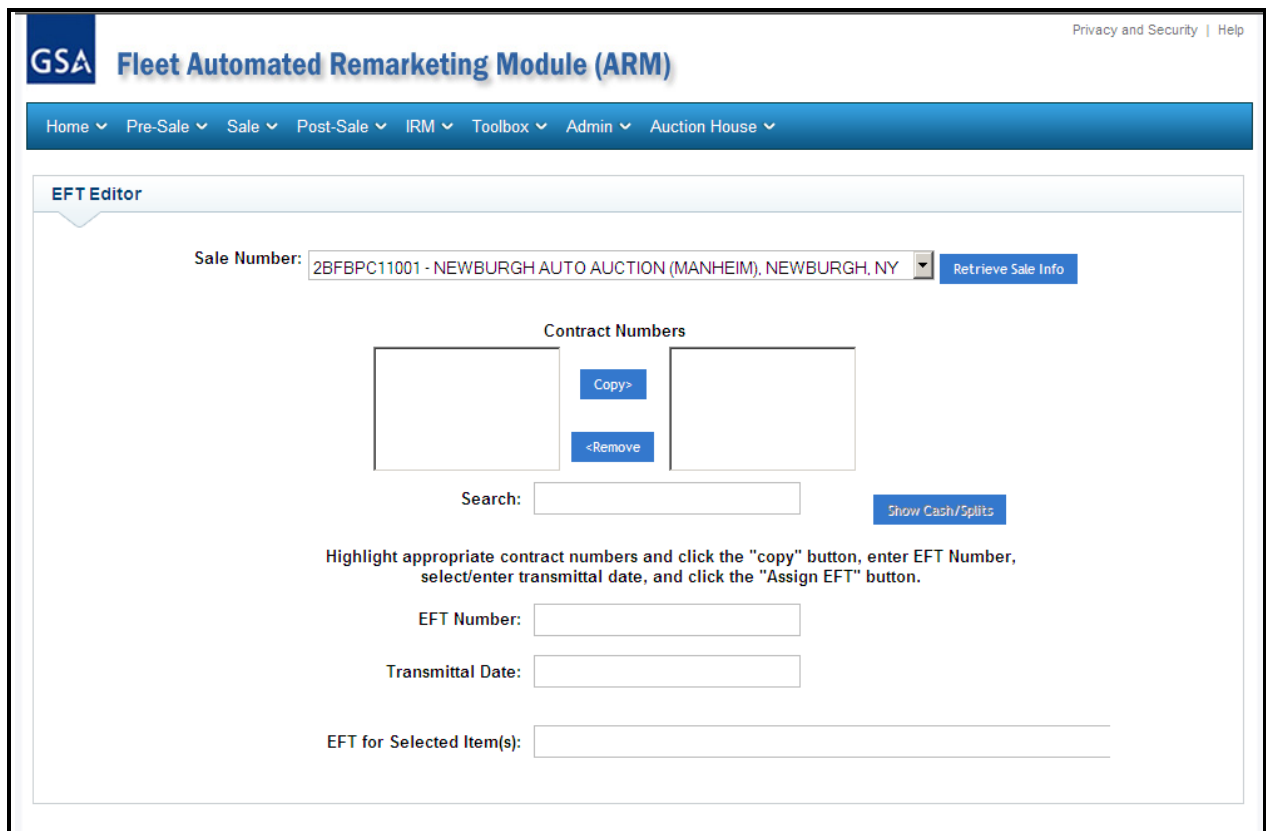 Privacy and Security | Help
GSA
Fleet Automated Remarketing Module (ARM)
Home Pre-Sale Sale Post-Sale IRM Toolbox Admin Auction House
EFT Editor
Sale Number: 2BFBPC11001 - NEWBURGH AUTO AUCTION (MANHEIM), NEWBURGH, NY Retrieve Sale Info
Contract Numbers
Copy>
<Remove
Search:
Show Cash/Splits
Highlight appropriate contract numbers and click the "copy" button, enter EFT Number,
select/enter transmittal date, and click the "Assign EFT" button.
EFT Number:
Transmittal Date:
EFT for Selected Item(s):